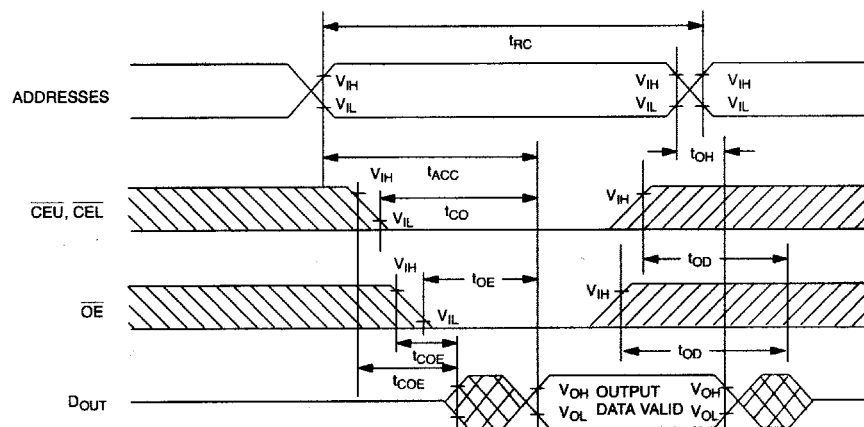 tRC
ADDRESSES
VIH VIH VIH
VIL VIL VIL
tOH
tACC
VIH VIH
CEU, CEL
VIL
tCO
tOD
VIH tOE VIH
OE
VIL
tCOE tOD
tCOE
DOUT
VOH OUTPUT VOH
VOL DATA VALID VOL